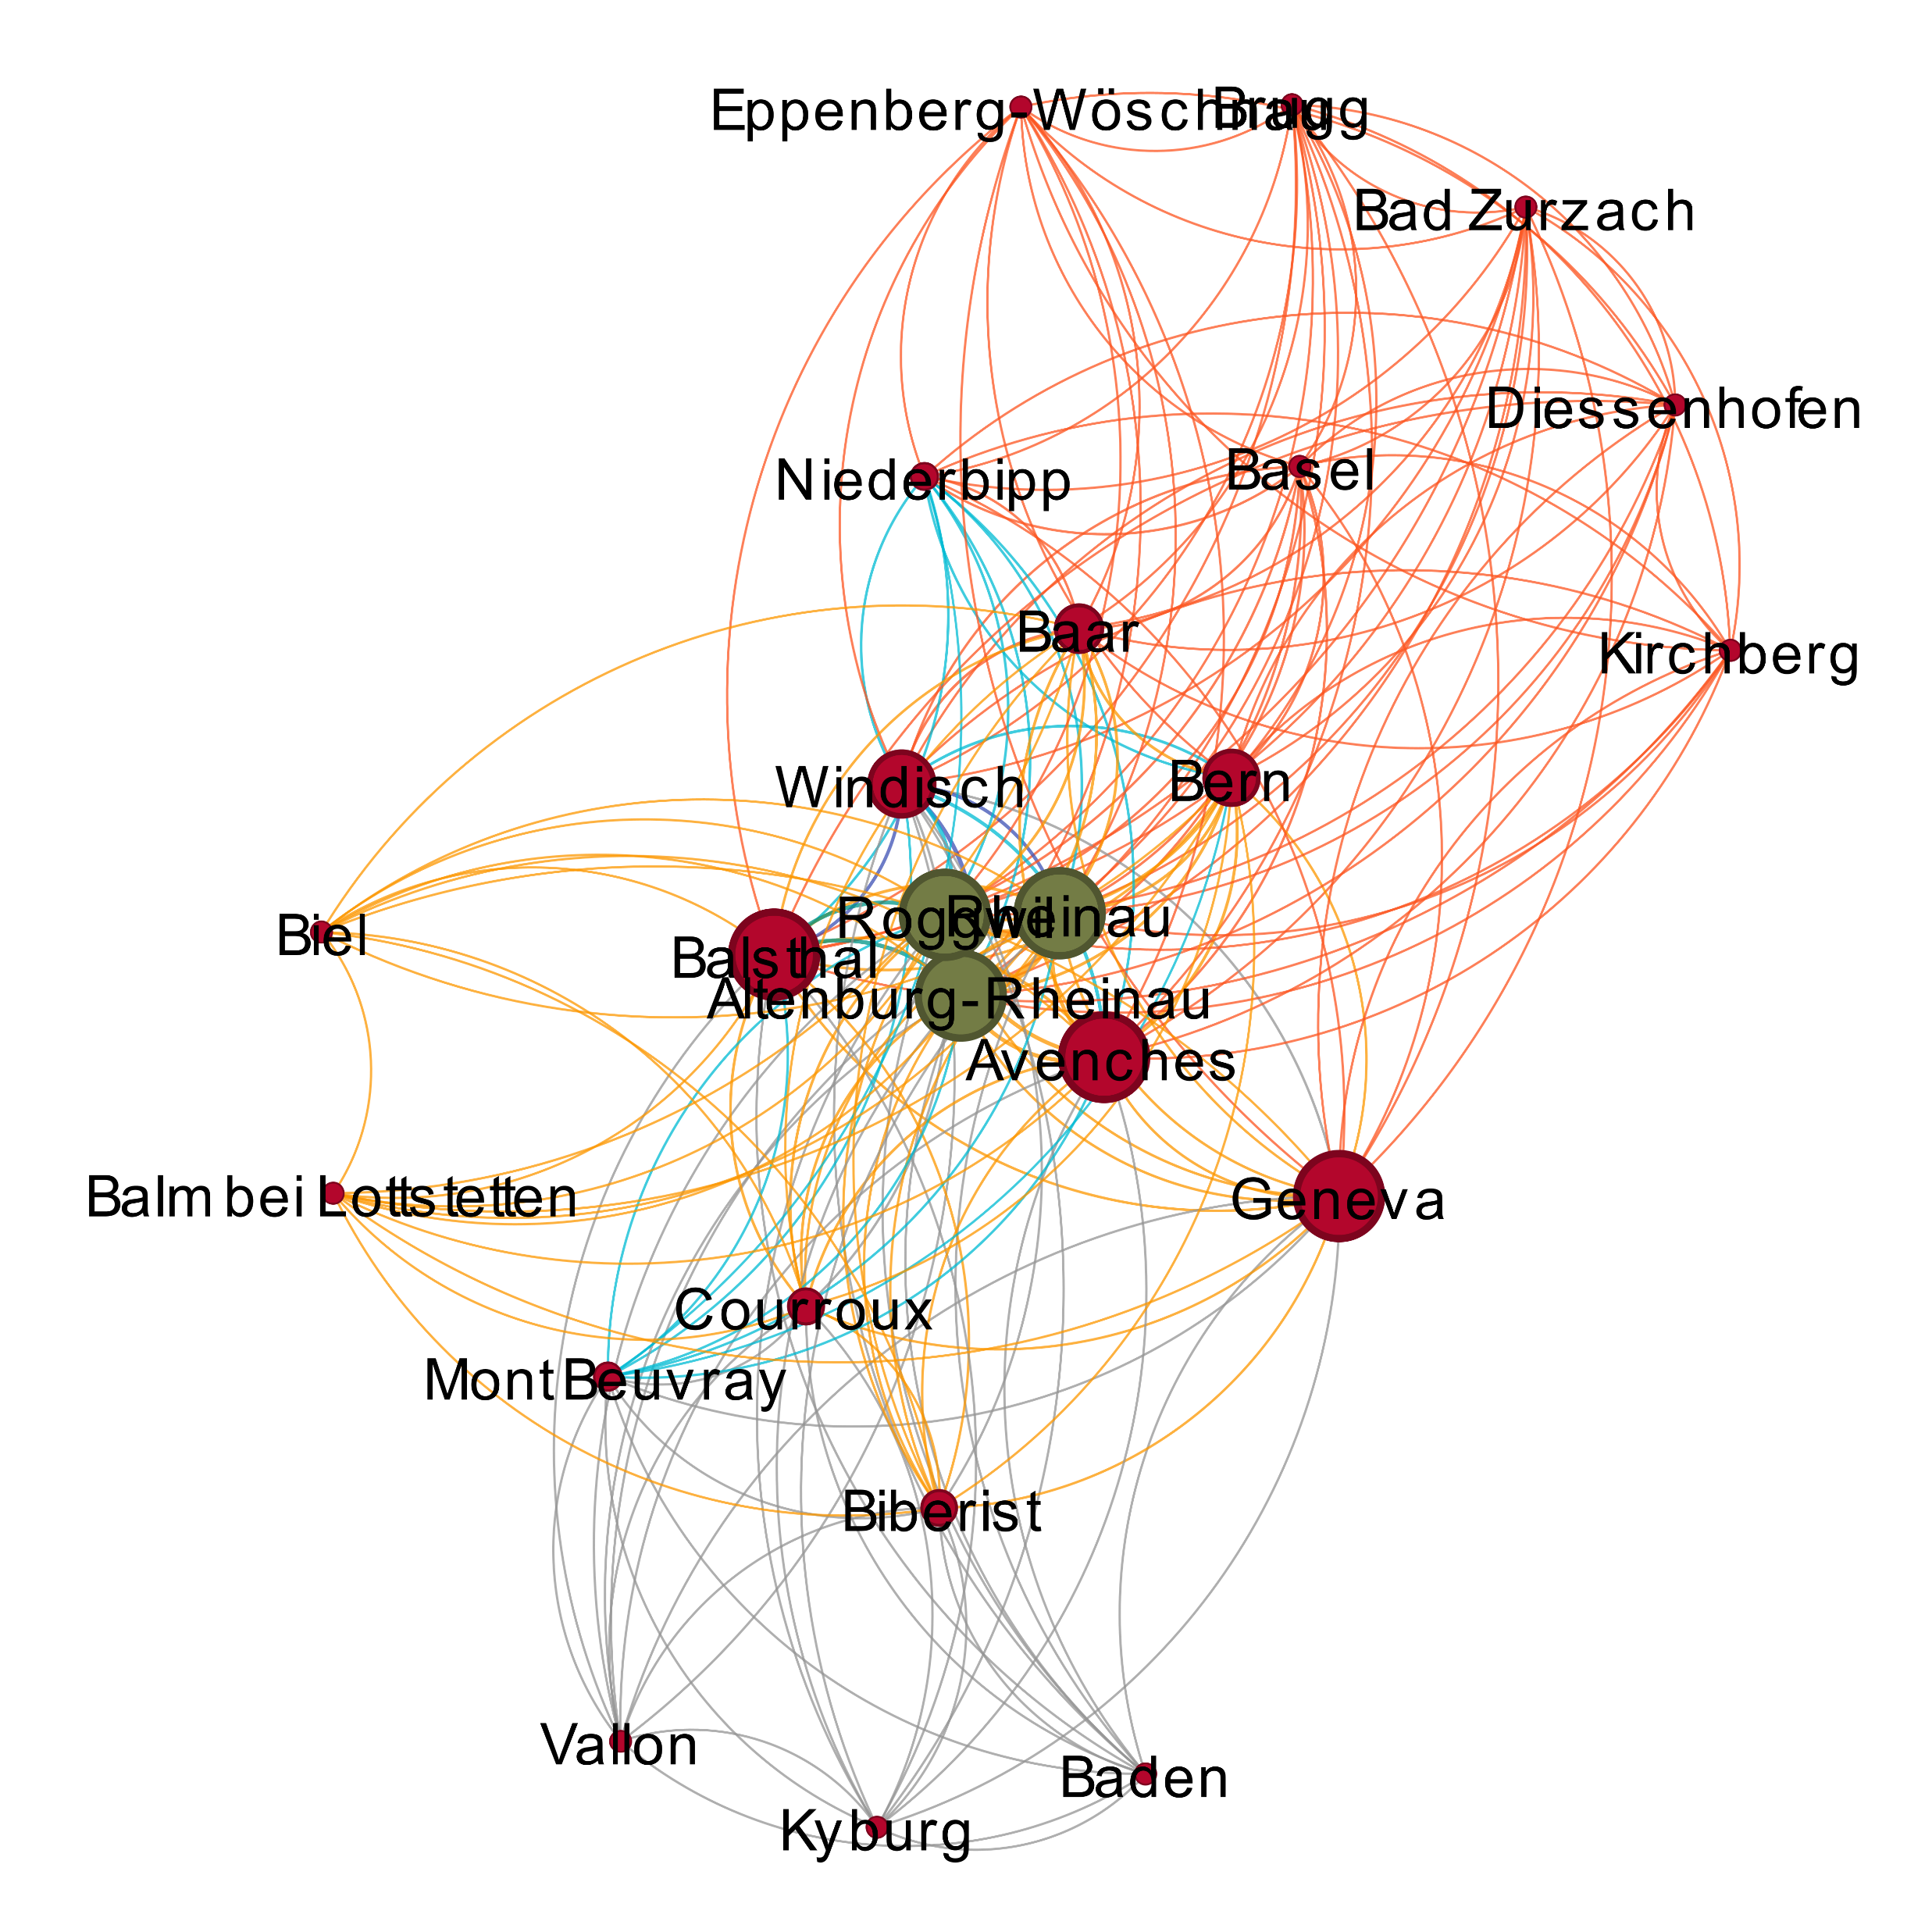 Eppenberg-Wöschnau
Brugg
Bad Zurzach
Diessenhofen
Basel
Niederbipp
Baar
Kirchberg
Windisch
Bern
Roggwil
Rheinau
Biel
Balsthal
Altenburg-Rheinau
Avenches
Balm bei Lottstetten
Geneva
Courroux
Mont Beuvray
Biberist
Vallon
Baden
Kyburg